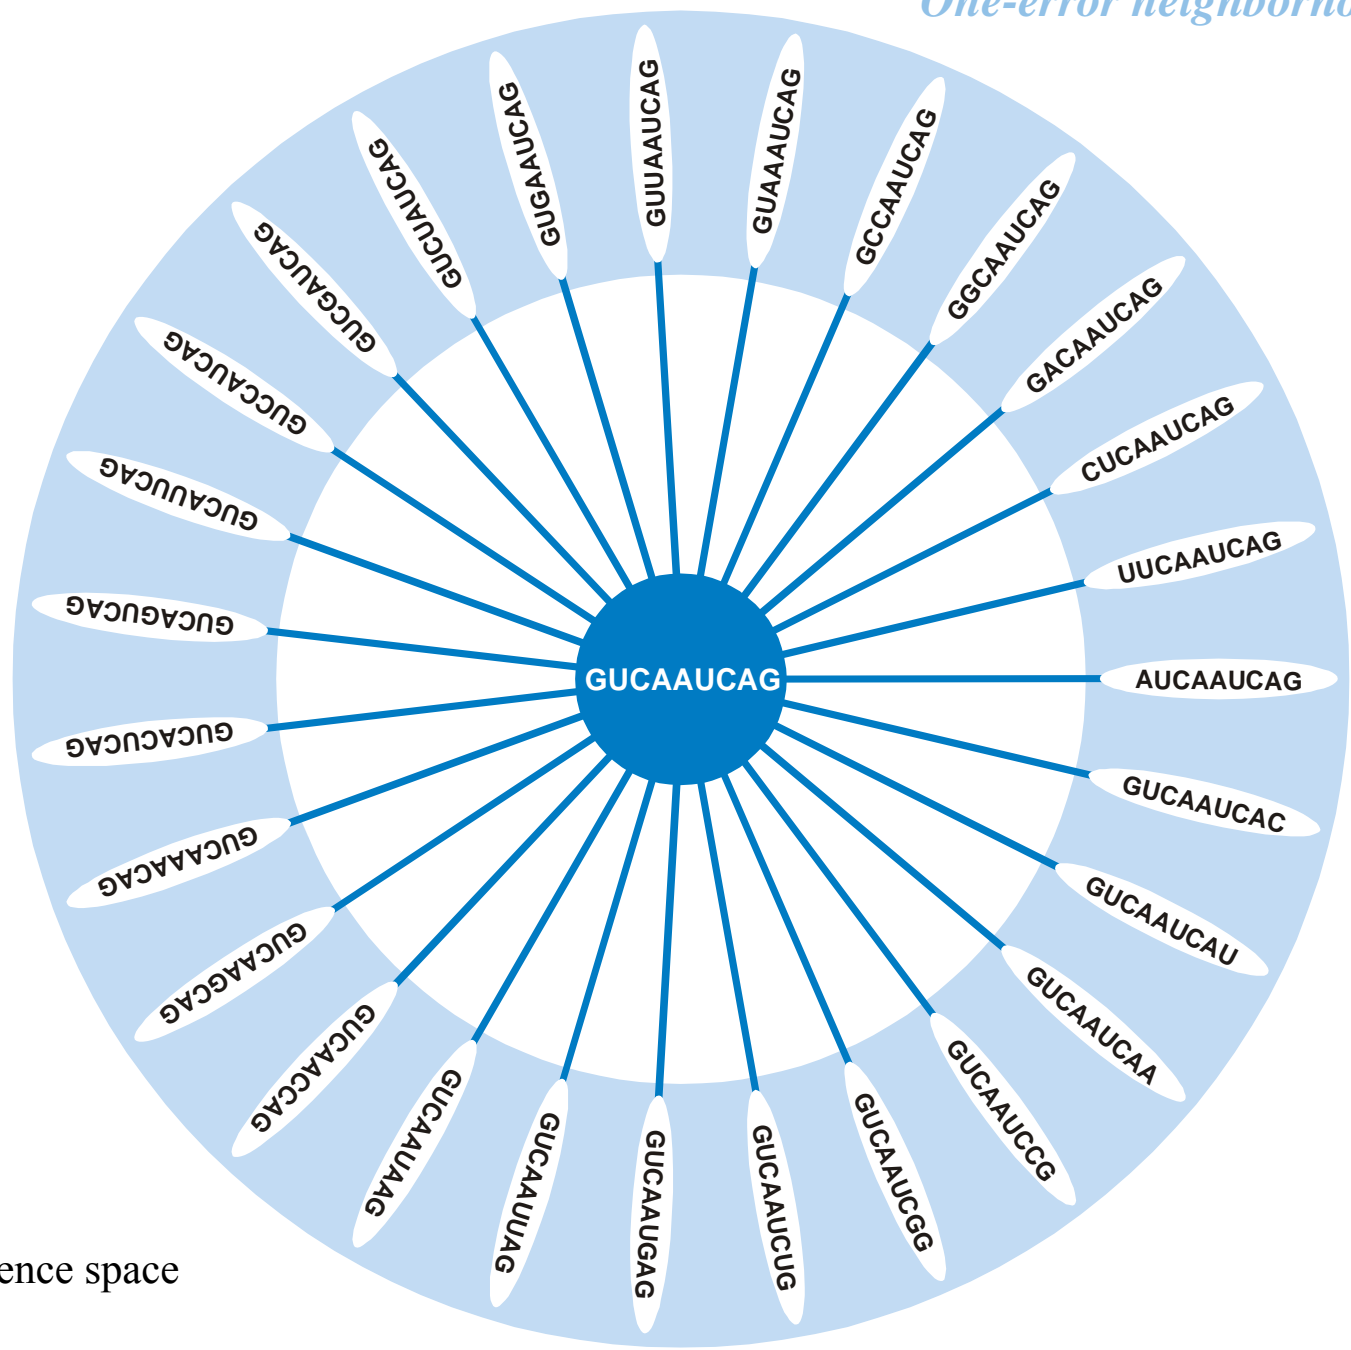 One-error neighborho
GUUAAUCAG
GUAAAUCAG
GCCAAUCAG
GGCAAUCAG
GACAAUCAG
CUCAAUCAG
UUCAAUCAG
AUCAAUCAG
GUCAAUCAC
GUCAAUCAU
GUCAAUCAA
GUCAAUCCG
GUCAAUCGG
GUCAAUCUG
GUCAAUGAG
GUCAAUUAG
GUCAAUAAG
GUCAACCAG
GUCAAGCAG
GUCAAACAG
GUCACUCAG
GUCAGUCAG
GUCAUUCAG
GUCCAUCAG
GUCGAUCAG
GUCUAUCAG
GUGAAUCAG
GUCAAUCAG
ence space